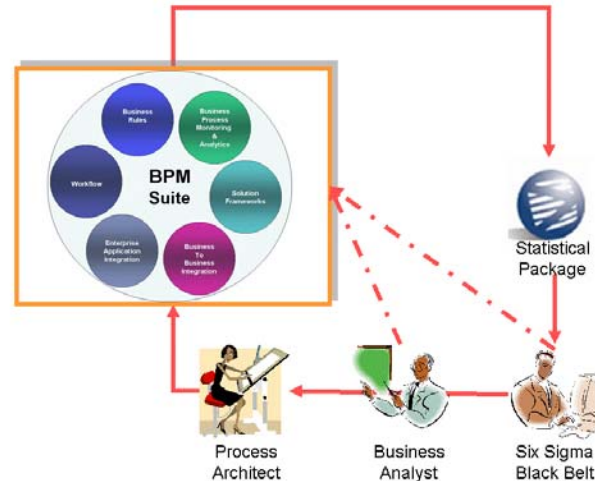 Business
Rules
Business
Process
Monitoring
&
Analytics
BPM
Suite
Workflow
Solution
Frameworks
Enterprise
Application
Integration
Business
To
Business
Integration
Statistical
Package
Process
Architect
Business
Analyst
Six Sigma
Black Belt